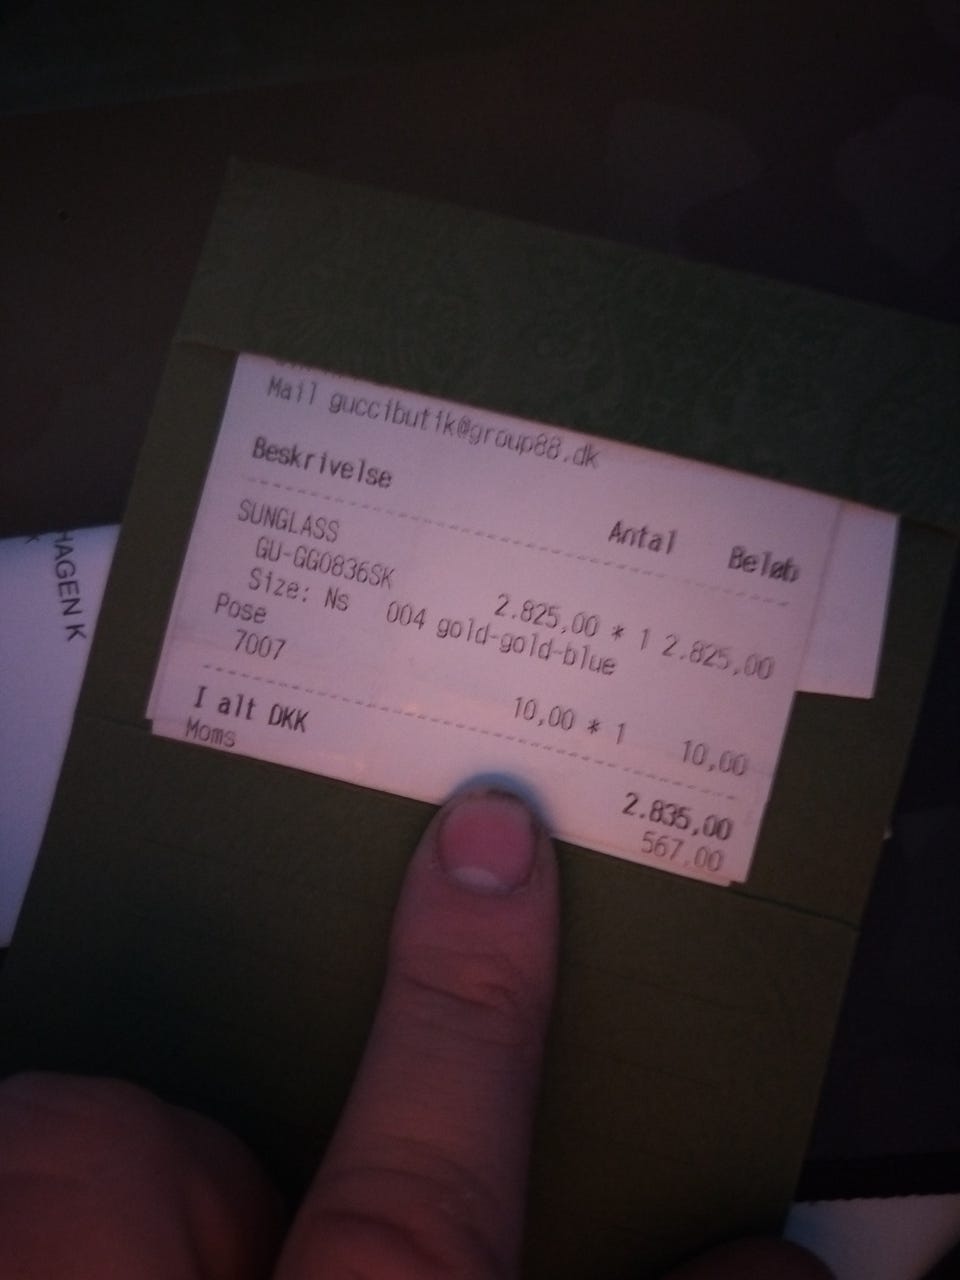 Mail guccibutik@group88.dk
Beskrivelse Antal Beløb
SUNGLASS
GU-GG0836SK 2.825,00 * 1 2.825,00
Size: Ns 004 gold-gold-blue
Pose
7007 10,00 * 1 10,00
I alt DKK 2.835,00
Moms 567,00
HAGEN K